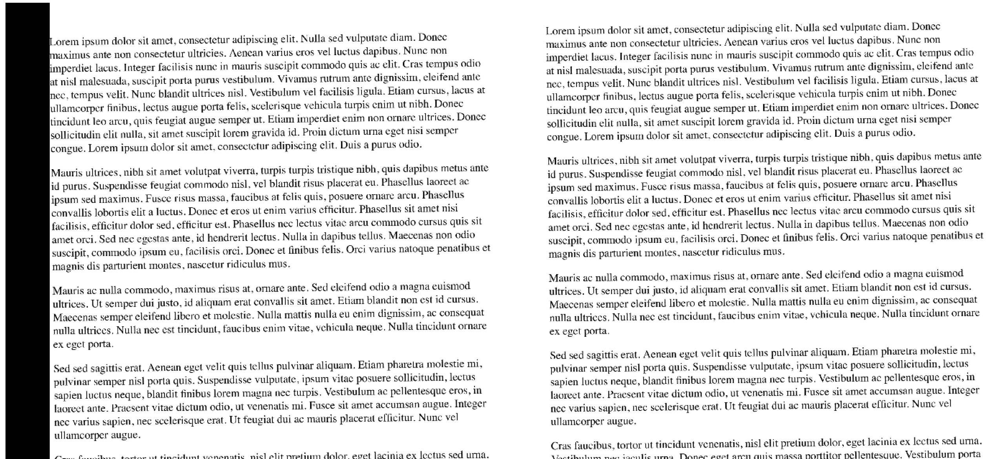 Lorem ipsum dolor sit amet, consectetur adipiscing elit. Nulla sed vulputate diam. Donec
maximus ante non consectetur ultricies. Aenean varius eros vel luctus dapibus. Nunc non
imperdiet lacus. Integer facilisis nunc in mauris suscipit commodo quis ac elit. Cras tempus odio
at nisl malesuada, suscipit porta purus vestibulum. Vivamus rutrum ante dignissim, eleifend ante
nec, tempus velit. Nunc blandit ultrices nisl. Vestibulum vel facilisis ligula. Etiam cursus, lacus at
ullamcorper finibus, lectus augue porta felis, scelerisque vehicula turpis enim ut nibh. Donec
tincidunt leo arcu, quis feugiat augue semper ut. Etiam imperdiet enim non ornare ultrices. Donec
sollicitudin elit nulla, sit amet suscipit lorem gravida id. Proin dictum urna eget nisi semper
congue. Lorem ipsum dolor sit amet, consectetur adipiscing elit. Duis a purus odio.
Mauris ultrices, nibh sit amet volutpat viverra, turpis turpis tristique nibh, quis dapibus metus ante
id purus. Suspendisse feugiat commodo nisl, vel blandit risus placerat eu. Phasellus laoreet ac
ipsum sed maximus. Fusce risus massa, faucibus at felis quis, posuere ornare arcu. Phasellus
convallis lobortis elit a luctus. Donec et eros ut enim varius efficitur. Phasellus sit amet nisi
facilisis, efficitur dolor sed, efficitur est. Phasellus nec lectus vitae arcu commodo cursus quis sit
amet orci. Sed nec egestas ante, id hendrerit lectus. Nulla in dapibus tellus. Maecenas non odio
suscipit, commodo ipsum eu, facilisis orci. Donec et finibus felis. Orci varius natoque penatibus et
magnis dis parturient montes, nascetur ridiculus mus.
Mauris ac nulla commodo, maximus risus at, ornare ante. Sed eleifend odio a magna euismod
ultrices. Ut semper dui justo, id aliquam erat convallis sit amet. Etiam blandit non est id cursus.
Maecenas semper eleifend libero et molestie. Nulla mattis nulla eu enim dignissim, ac consequat
nulla ultrices. Nulla nec est tincidunt, faucibus enim vitae, vehicula neque. Nulla tincidunt ornare
ex eget porta.
Sed sed sagittis erat. Aenean eget velit quis tellus pulvinar aliquam. Etiam pharetra molestie mi,
pulvinar semper nisl porta quis. Suspendisse vulputate, ipsum vitae posuere sollicitudin, lectus
sapien luctus neque, blandit finibus lorem magna nec turpis. Vestibulum ac pellentesque eros, in
laoreet ante. Praesent vitae dictum odio, ut venenatis mi. Fusce sit amet accumsan augue. Integer
nec varius sapien, nec scelerisque erat. Ut feugiat dui ac mauris placerat efficitur. Nunc vel
ullamcorper augue.
Cras faucibus, tortor ut tincidunt venenatis, nisl elit pretium dolor, eget lacinia ex lectus sed urna.
Lorem ipsum dolor sit amet, consectetur adipiscing elit. Nulla sed vulputate diam. Donec
maximus ante non consectetur ultricies. Aenean varius eros vel luctus dapibus. Nunc non
imperdiet lacus. Integer facilisis nunc in mauris suscipit commodo quis ac elit. Cras tempus odio
at nisl malesuada, suscipit porta purus vestibulum. Vivamus rutrum ante dignissim, eleifend ante
nec, tempus velit. Nunc blandit ultrices nisl. Vestibulum vel facilisis ligula. Etiam cursus, lacus at
ullamcorper finibus, lectus augue porta felis, scelerisque vehicula turpis enim ut nibh. Donec
tincidunt leo arcu, quis feugiat augue semper ut. Etiam imperdiet enim non ornare ultrices. Donec
sollicitudin elit nulla, sit amet suscipit lorem gravida id. Proin dictum urna eget nisi semper
congue. Lorem ipsum dolor sit amet, consectetur adipiscing elit. Duis a purus odio.
Mauris ultrices, nibh sit amet volutpat viverra, turpis turpis tristique nibh, quis dapibus metus ante
id purus. Suspendisse feugiat commodo nisl, vel blandit risus placerat eu. Phasellus laoreet ac
ipsum sed maximus. Fusce risus massa, faucibus at felis quis, posuere ornare arcu. Phasellus
convallis lobortis elit a luctus. Donec et eros ut enim varius efficitur. Phasellus sit amet nisi
facilisis, efficitur dolor sed, efficitur est. Phasellus nec lectus vitae arcu commodo cursus quis sit
amet orci. Sed nec egestas ante, id hendrerit lectus. Nulla in dapibus tellus. Maecenas non odio
suscipit, commodo ipsum eu, facilisis orci. Donec et finibus felis. Orci varius natoque penatibus et
magnis dis parturient montes, nascetur ridiculus mus.
Mauris ac nulla commodo, maximus risus at, ornare ante. Sed eleifend odio a magna euismod
ultrices. Ut semper dui justo, id aliquam erat convallis sit amet. Etiam blandit non est id cursus.
Maecenas semper eleifend libero et molestie. Nulla mattis nulla eu enim dignissim, ac consequat
nulla ultrices. Nulla nec est tincidunt, faucibus enim vitae, vehicula neque. Nulla tincidunt ornare
ex eget porta.
Sed sed sagittis erat. Aenean eget velit quis tellus pulvinar aliquam. Etiam pharetra molestie mi,
pulvinar semper nisl porta quis. Suspendisse vulputate, ipsum vitae posuere sollicitudin, lectus
sapien luctus neque, blandit finibus lorem magna nec turpis. Vestibulum ac pellentesque eros, in
laoreet ante. Praesent vitae dictum odio, ut venenatis mi. Fusce sit amet accumsan augue. Integer
nec varius sapien, nec scelerisque erat. Ut feugiat dui ac mauris placerat efficitur. Nunc vel
ullamcorper augue.
Cras faucibus, tortor ut tincidunt venenatis, nisl elit pretium dolor, eget lacinia ex lectus sed urna.
Vestibulum nec iaculis urna. Donec eget arcu quis massa porttitor pellentesque. Vestibulum porta